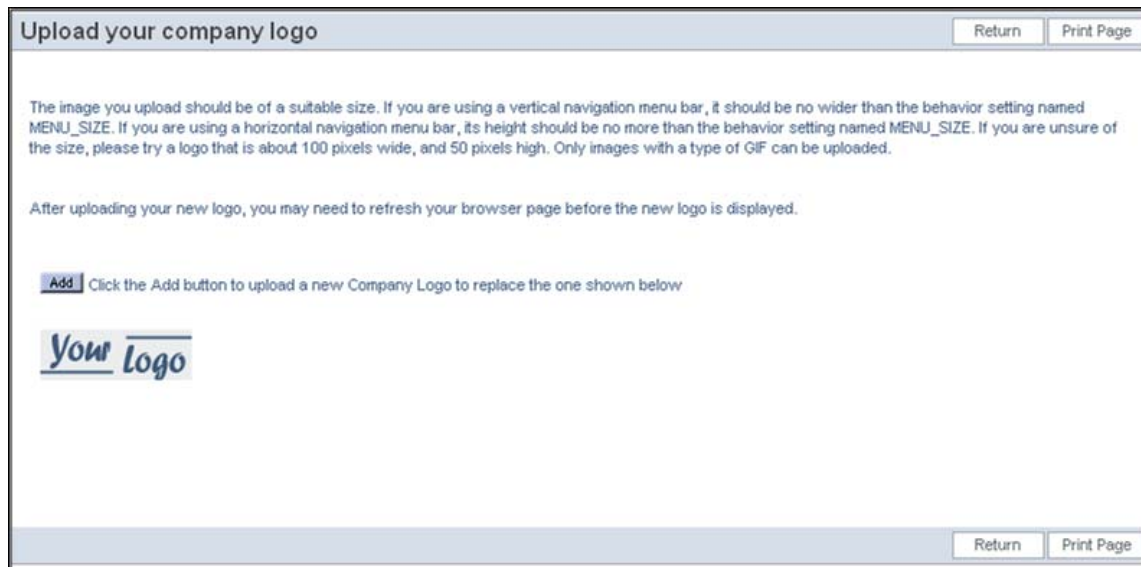 Upload your company logo
Return
Print Page
The image you upload should be of a suitable size. If you are using a vertical navigation menu bar, it should be no wider than the behavior setting named
MENU_SIZE. If you are using a horizontal navigation menu bar, its height should be no more than the behavior setting named MENU_SIZE. If you are unsure of
the size, please try a logo that is about 100 pixels wide, and 50 pixels high. Only images with a type of GIF can be uploaded.
After uploading your new logo, you may need to refresh your browser page before the new logo is displayed.
Add Click the Add button to upload a new Company Logo to replace the one shown below
Your Logo
Return
Print Page